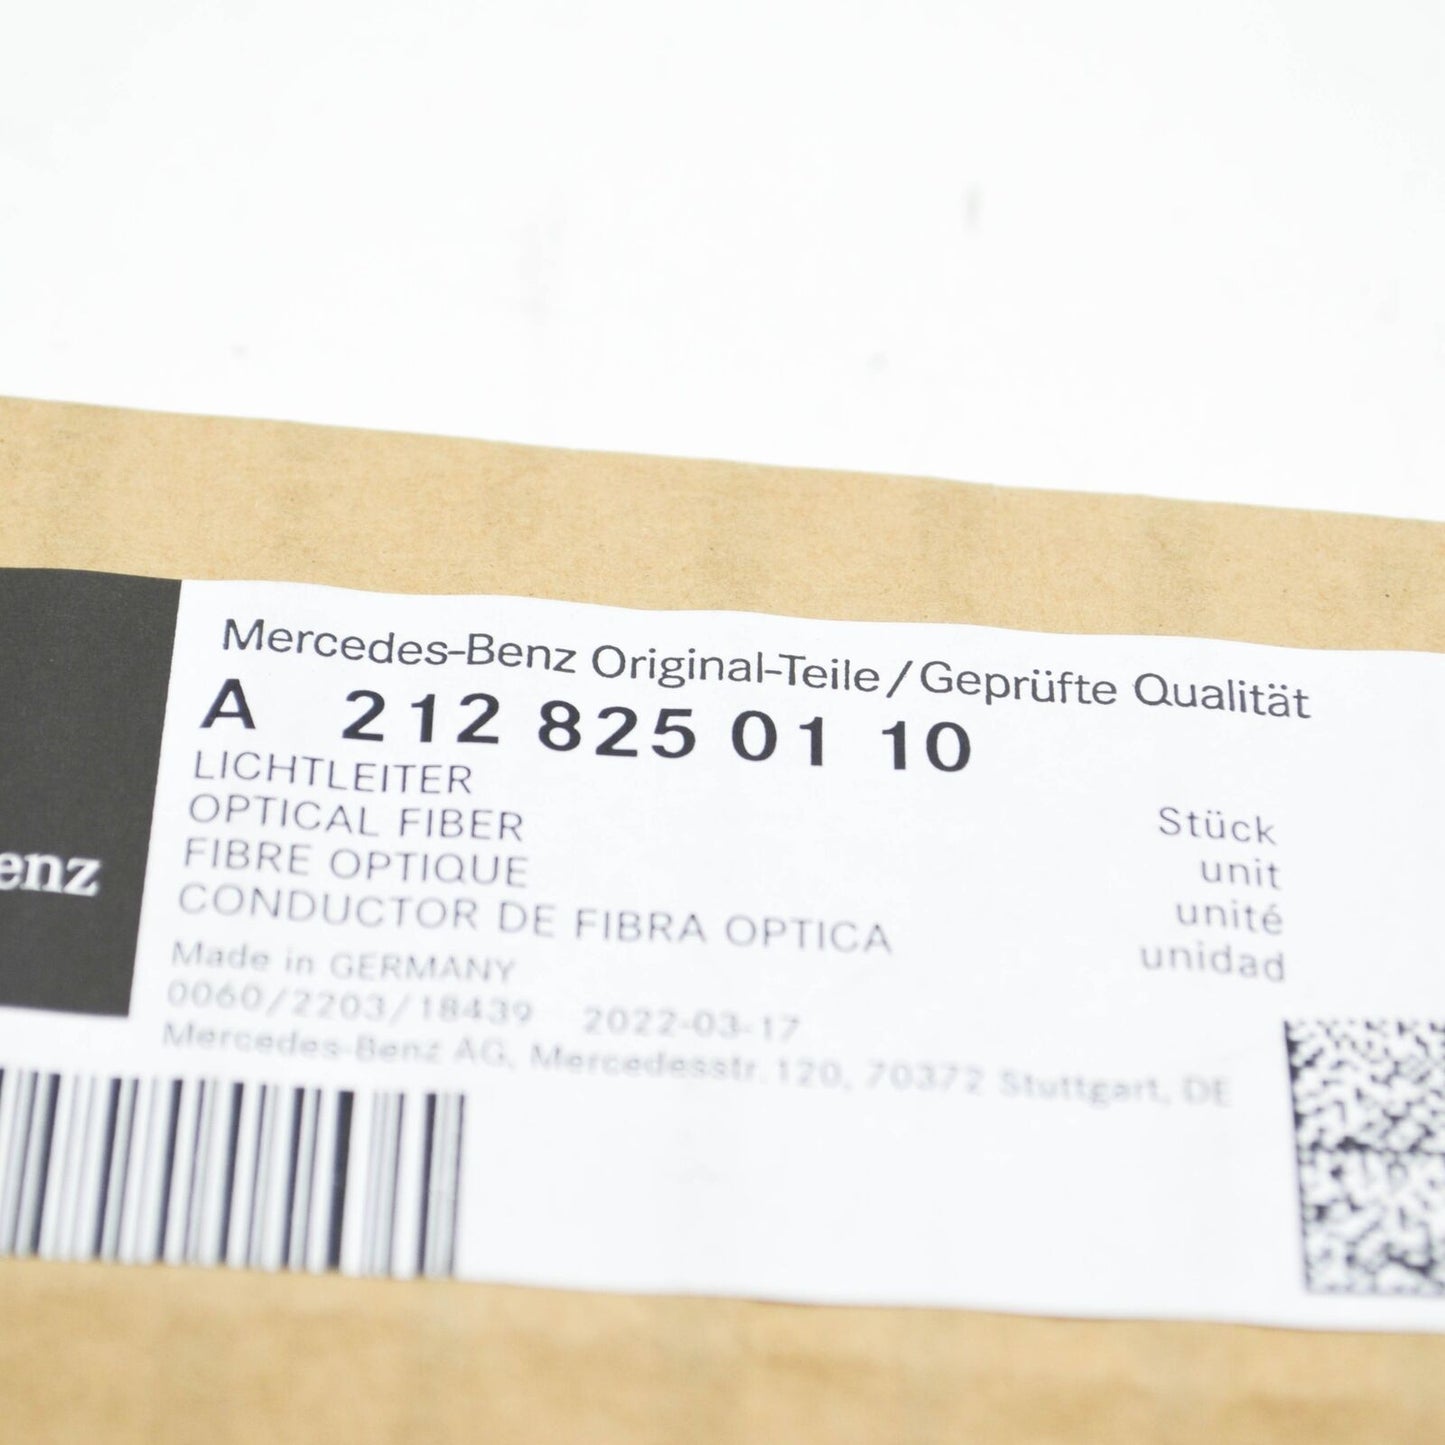 Mercedes-Benz Original-Teile/Geprüfte Qualität
A 212 825 01 10
LICHTLEITER
OPTICAL FIBER
FIBRE OPTIQUE
CONDUCTOR DE FIBRA OPTICA
Stück
unit
unité
unidad
Made in GERMANY
0060/2203/18439 2022-03-17
Mercedes-Benz AG, Mercedesstr. 120, 70372 Stuttgart, DE
enz